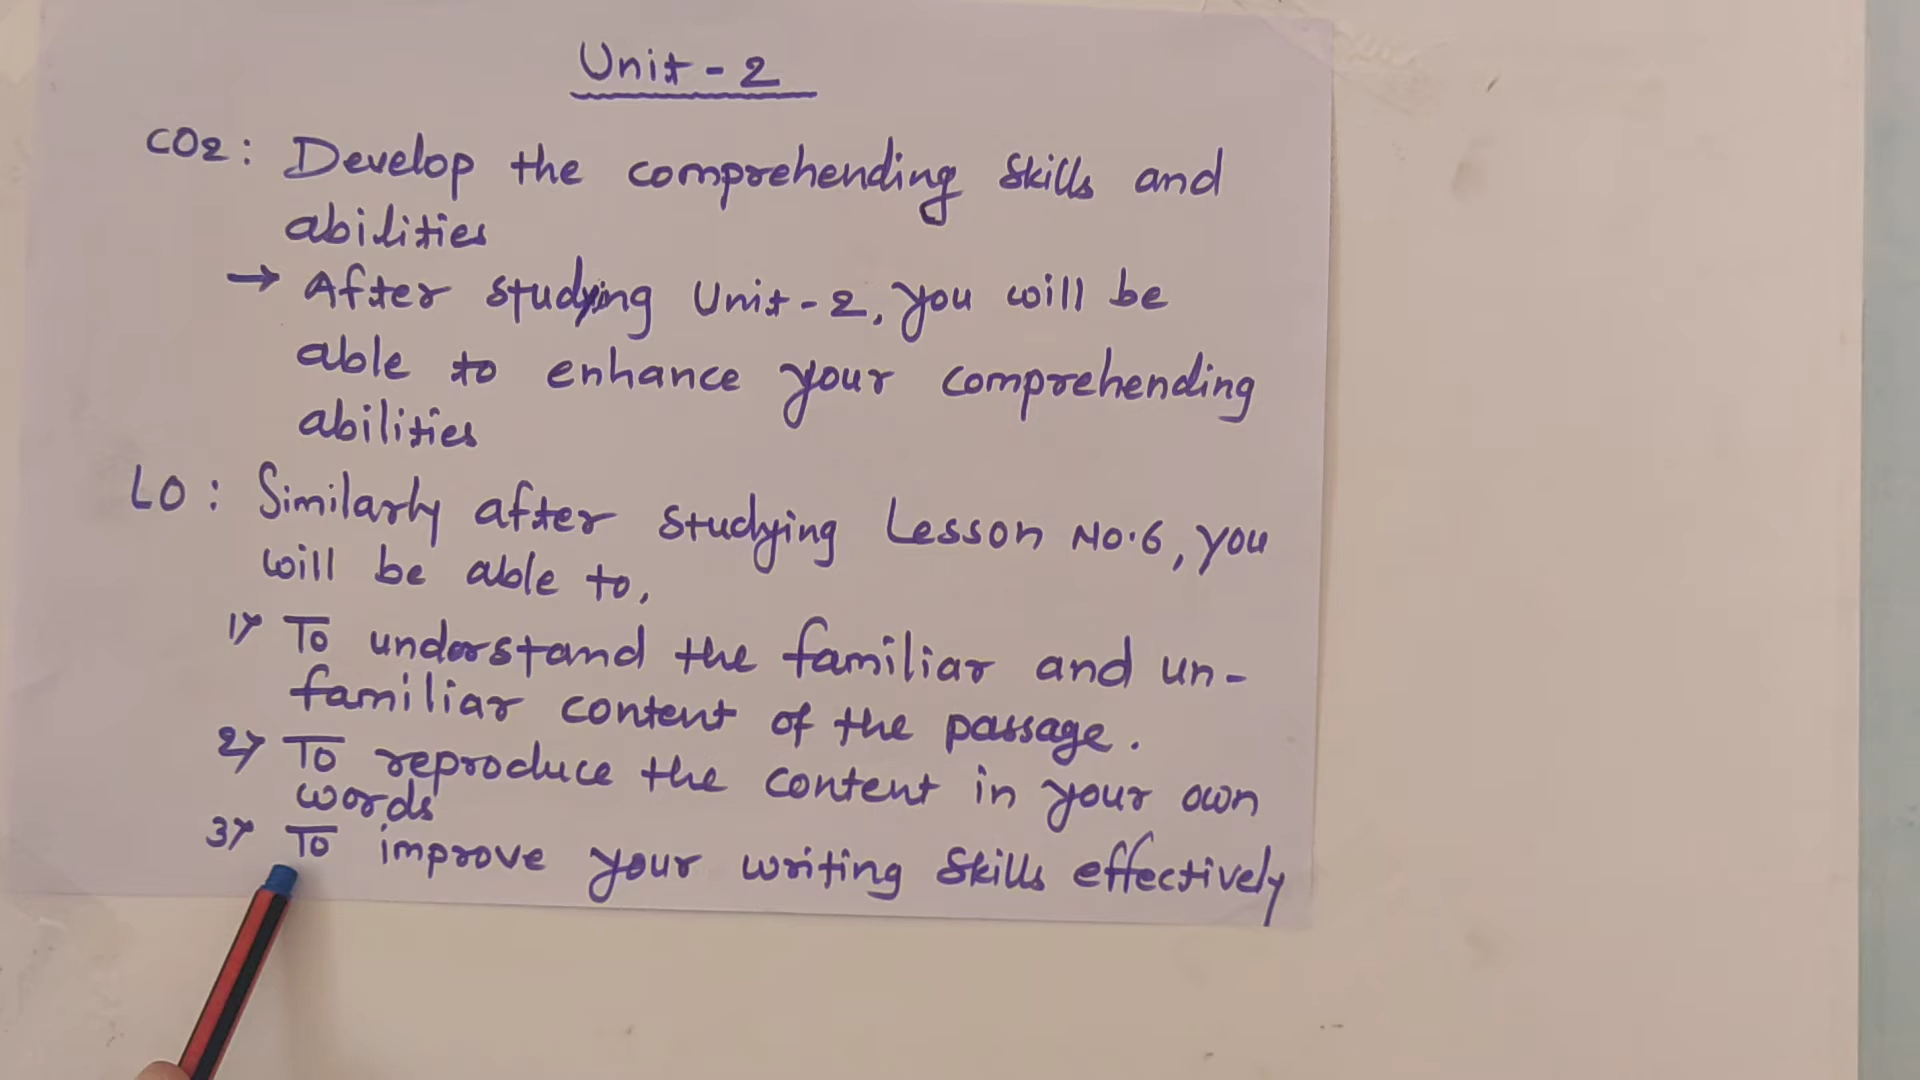 Unit-2
CO2: Develop the comprehending skills and
abilities
→ After studying Unit-2, you will be
able to enhance your comprehending
abilities
LO: Similarly after studying Lesson No.6, you
will be able to,
1) To understand the familiar and un-
familiar content of the passage.
2) To reproduce the content in your own
words
3) To improve your writing skills effectively